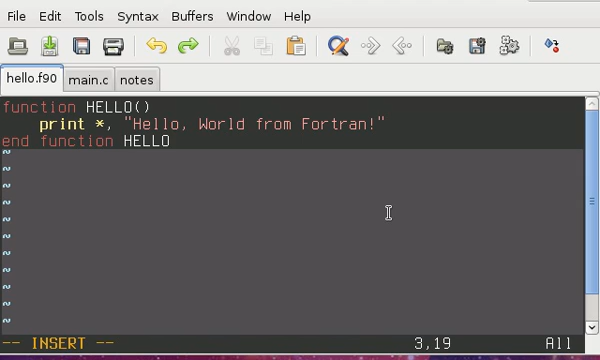 File Edit Tools Syntax Buffers Window Help
hello.f90 main.c notes
function HELLO()
    print *, "Hello, World from Fortran!"
end function HELLO
~
~
~
~
~
~
~
~
~
~
~
-- INSERT -- 3,19 All